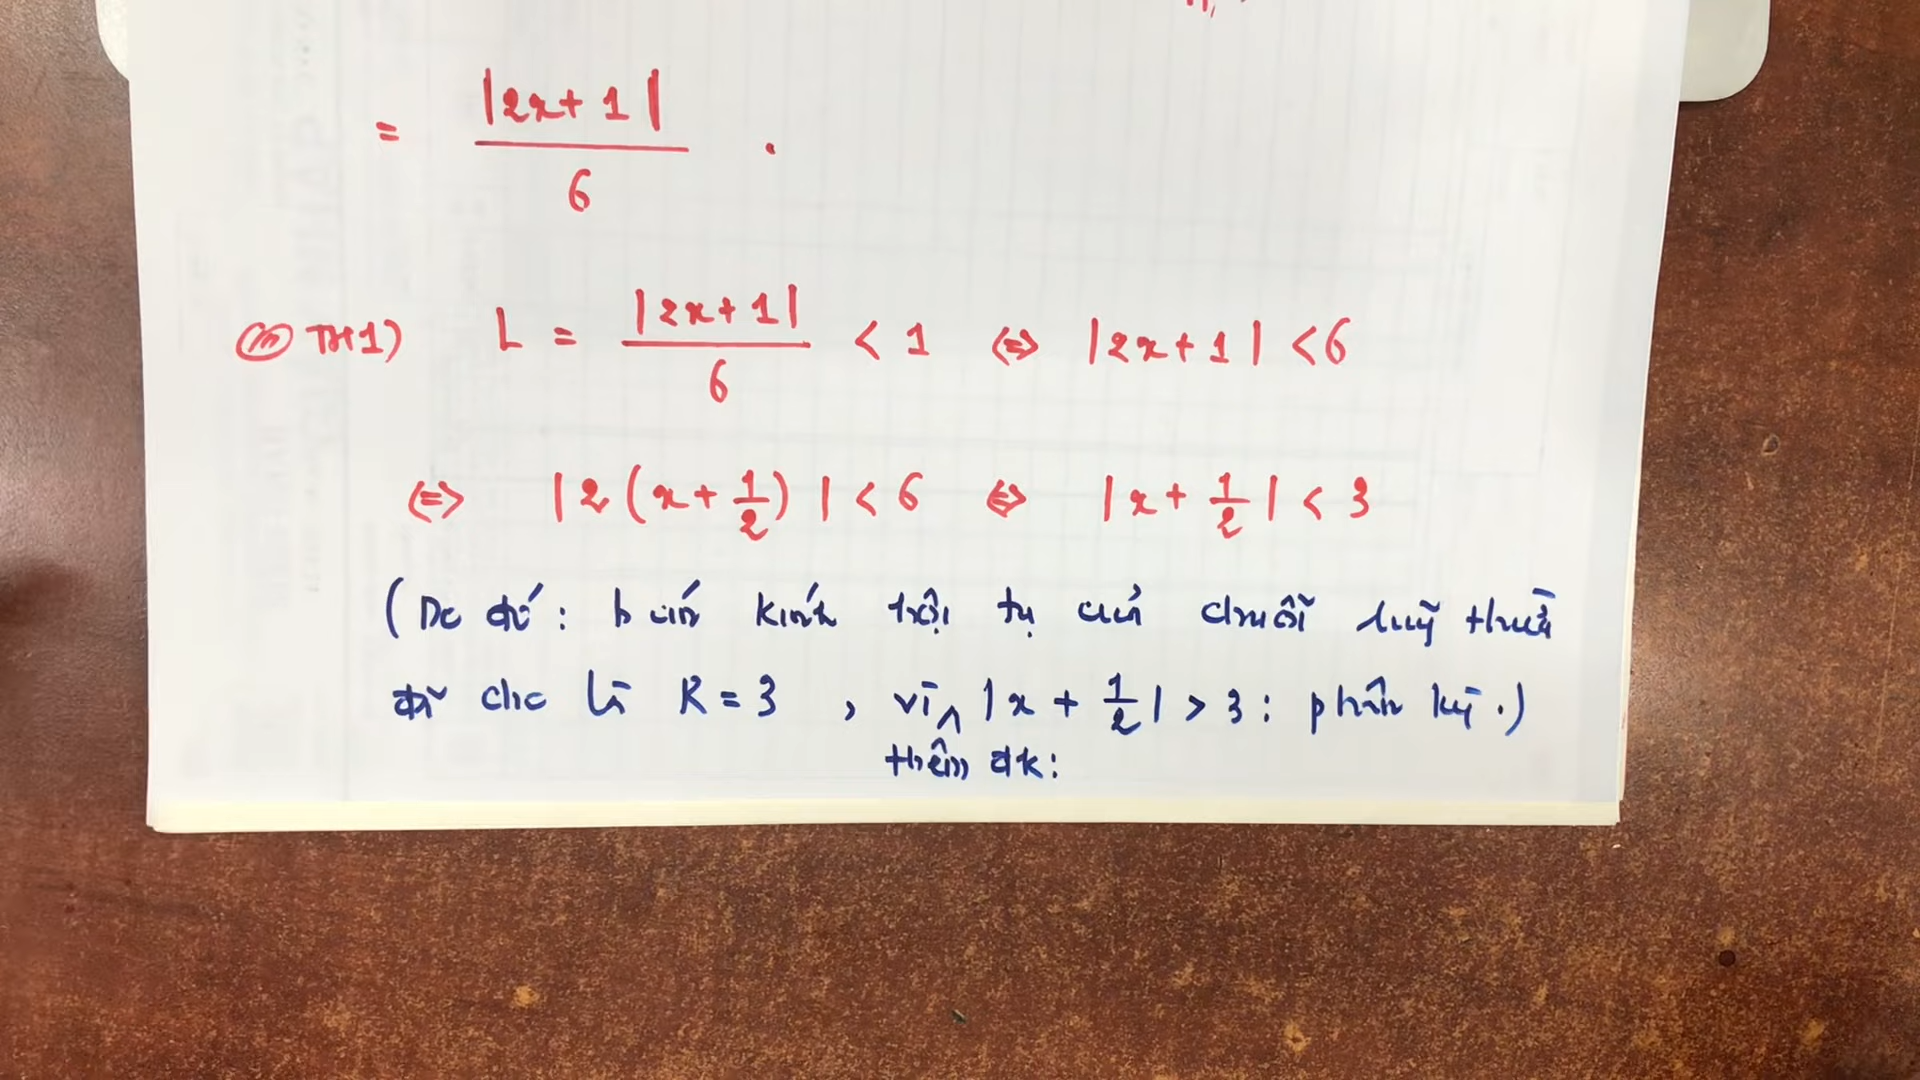 = |2x+1| / 6 .
TH1) L = |2x+1| / 6 < 1 ⇔ |2x+1| < 6
⇔ |2(x + 1/2)| < 6 ⇔ |x + 1/2| < 3
(Do đó: bán kính hội tụ của chuỗi luỹ thừa
đã cho là R = 3 , vì |x + 1/2| > 3 : phân kỳ.)
thêm đk: